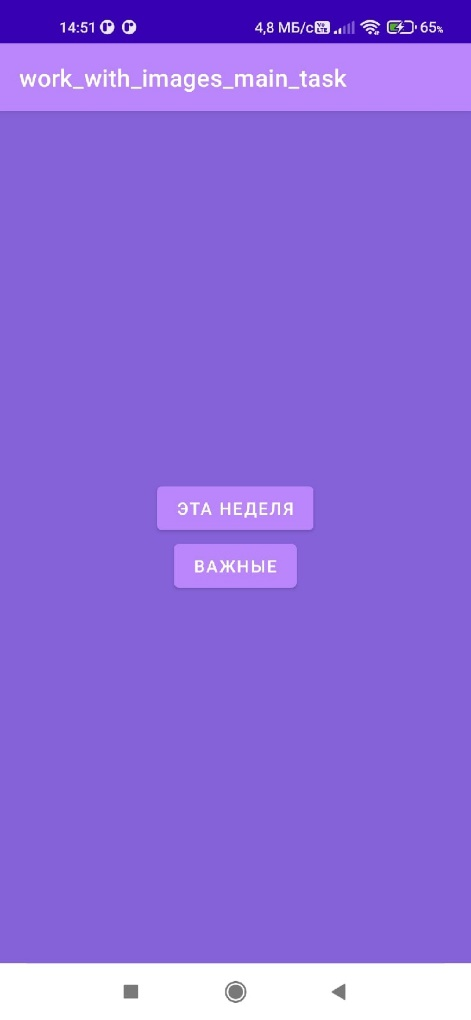 14:51 4,8 МБ/с 65%
work_with_images_main_task
ЭТА НЕДЕЛЯ
ВАЖНЫЕ